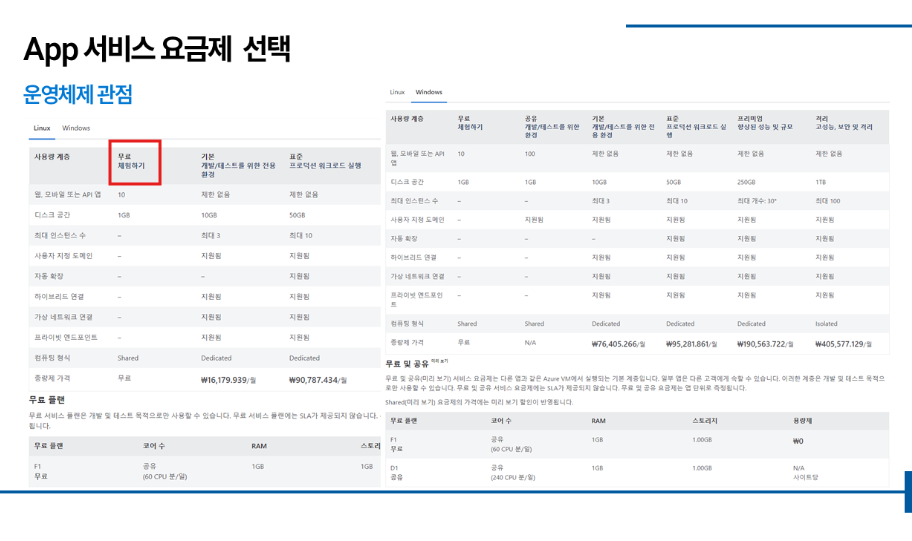 App 서비스 요금제 선택
운영체제 관점
Linux Windows
사용량 계층 무료 기본 표준
체험하기 개발/테스트를 위한 전용 프로덕션 워크로드 실행
환경
웹, 모바일 또는 API 앱 10 제한 없음 제한 없음
디스크 공간 1GB 10GB 50GB
최대 인스턴스 수 – 최대 3 최대 10
사용자 지정 도메인 – 지원됨 지원됨
자동 확장 – – 지원됨
하이브리드 연결 – 지원됨 지원됨
가상 네트워크 연결 – 지원됨 지원됨
프라이빗 엔드포인트 – 지원됨 지원됨
컴퓨팅 형식 Shared Dedicated Dedicated
종량제 가격 무료 ₩16,179.939/월 ₩90,787.434/월
무료 플랜
무료 서비스 플랜은 개발 및 테스트 목적으로만 사용할 수 있습니다. 무료 서비스 플랜에는 SLA가 제공되지 않습니다.
됩니다.
무료 플랜 코어 수 RAM 스토리
F1 공유 1GB 1GB
무료 (60 CPU 분/일)
Linux Windows
사용량 계층 무료 공유 기본 표준 프리미엄 격리
체험하기 개발/테스트를 위한 개발/테스트를 위한 전 프로덕션 워크로드 실 향상된 성능 및 규모 고성능, 보안 및 격리
환경 용 환경 행
웹, 모바일 또는 API 10 100 제한 없음 제한 없음 제한 없음 제한 없음
앱
디스크 공간 1GB 1GB 10GB 50GB 250GB 1TB
최대 인스턴스 수 – – 최대 3 최대 10 최대 개수: 30* 최대 100
사용자 지정 도메인 – 지원됨 지원됨 지원됨 지원됨 지원됨
자동 확장 – – – 지원됨 지원됨 지원됨
하이브리드 연결 – – 지원됨 지원됨 지원됨 지원됨
가상 네트워크 연결 – – 지원됨 지원됨 지원됨 지원됨
프라이빗 엔드포인 – – 지원됨 지원됨 지원됨 지원됨
트
컴퓨팅 형식 Shared Shared Dedicated Dedicated Dedicated Isolated
종량제 가격 무료 N/A ₩76,405.266/월 ₩95,281.861/월 ₩190,563.722/월 ₩405,577.129/월
무료 및 공유 미리 보기
무료 및 공유(미리 보기) 서비스 요금제는 다른 앱과 같은 Azure VM에서 실행되는 기본 계층입니다. 일부 앱은 다른 고객에게 속할 수 있습니다. 이러한 계층은 개발 및 테스트 목적으
로만 사용할 수 있습니다. 무료 및 공유 서비스 요금제에는 SLA가 제공되지 않습니다. 무료 및 공유 요금제는 앱 단위로 측정됩니다.
Shared(미리 보기) 요금제의 가격에는 미리 보기 할인이 반영됩니다.
무료 플랜 코어 수 RAM 스토리지 종량제
F1 공유 1GB 1.00GB ₩0
무료 (60 CPU 분/일)
D1 공유 1GB 1.00GB N/A
공유 (240 CPU 분/일) 사이트당